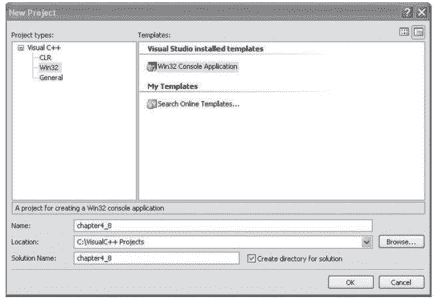 New Project
Project types:
Templates:
Visual C++
CLR
Win32
General
Visual Studio installed templates
Win32 Console Application
My Templates
Search Online Templates...
A project for creating a Win32 console application
Name:
chapter4_8
Location:
C:\VisualC++ Projects
Browse...
Solution Name:
chapter4_8
Create directory for solution
OK
Cancel